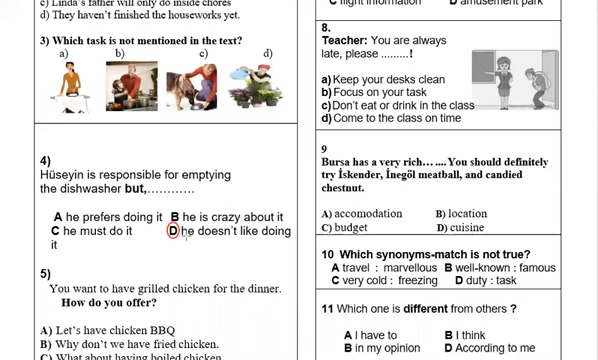 c) Linda's father will only do inside chores
d) They haven't finished the houseworks yet.
3) Which task is not mentioned in the text?
a) b) c) d)
4)
Hüseyin is responsible for emptying
the dishwasher but,…………
A he prefers doing it B he is crazy about it
C he must do it D he doesn't like doing
it
5)
You want to have grilled chicken for the dinner.
How do you offer?
A) Let's have chicken BBQ
B) Why don't we have fried chicken.
C) What about having boiled chicken
C flight information D amusement park
8.
Teacher: You are always
late, please .........!
a) Keep your desks clean
b) Focus on your task
c) Don't eat or drink in the class
d) Come to the class on time
9
Bursa has a very rich…….. You should definitely
try İskender, İnegöl meatball, and candied
chestnut.
A) accomodation B) location
C) budget D) cuisine
10 Which synonyms-match is not true?
A travel : marvellous B well-known : famous
C very cold : freezing D duty : task
11 Which one is different from others ?
A I have to B I think
B in my opinion D According to me